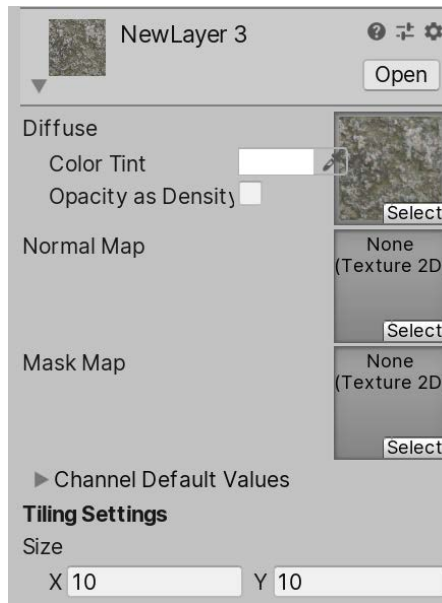 NewLayer 3
Open
Diffuse
Color Tint
Opacity as Density
Select
Normal Map
None
(Texture 2D
Select
Mask Map
None
(Texture 2D
Select
Channel Default Values
Tiling Settings
Size
X 10 Y 10